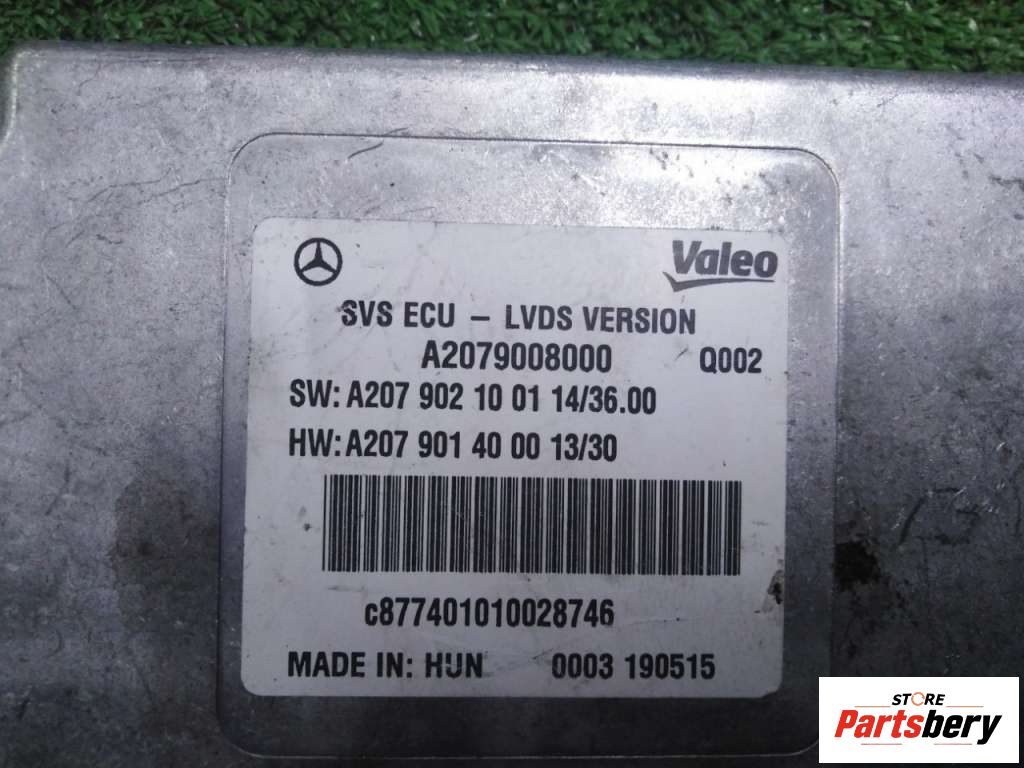 Valeo
SVS ECU – LVDS VERSION
A2079008000 Q002
SW: A207 902 10 01 14/36.00
HW: A207 901 40 00 13/30
c877401010028746
MADE IN: HUN 0003 190515
STORE
Partsbery